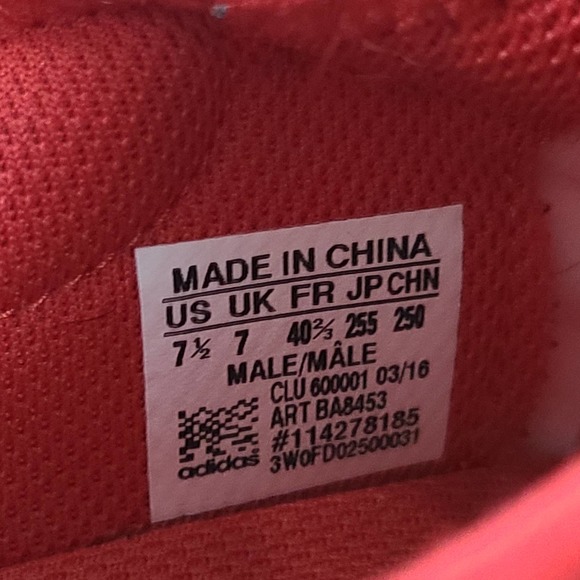 MADE IN CHINA
US UK FR JP CHN
7½ 7 40⅔ 255 250
MALE/MÂLE
CLU 600001 03/16
ART BA8453
#114278185
adidas 3W0FD02500031